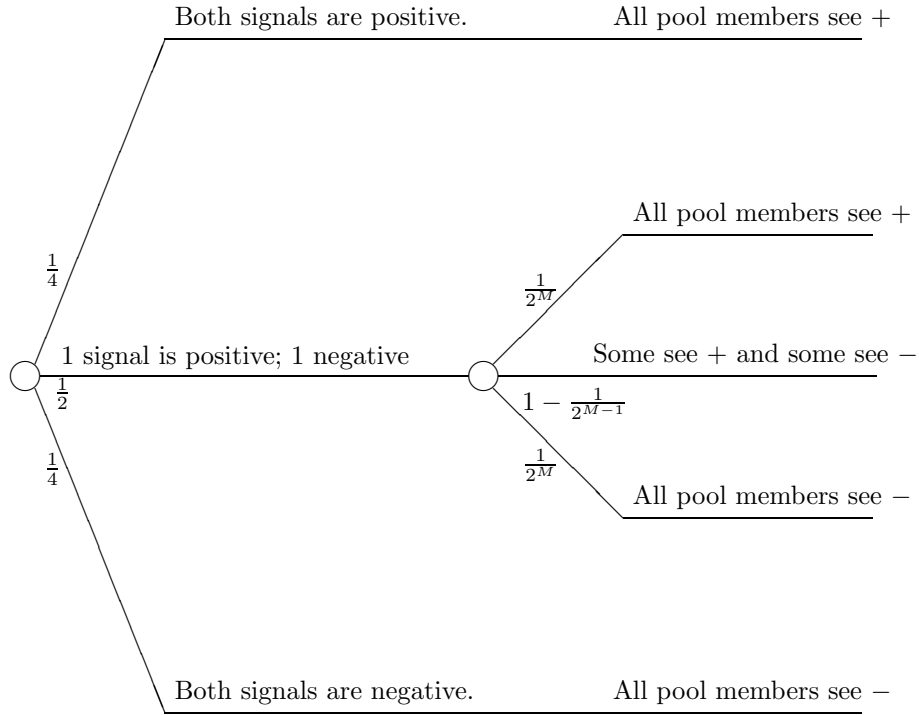 Both signals are positive. All pool members see +
All pool members see +
1/4
1/2^M
1 signal is positive; 1 negative Some see + and some see −
1/2
1 − 1/2^{M−1}
1/4
1/2^M
All pool members see −
Both signals are negative. All pool members see −